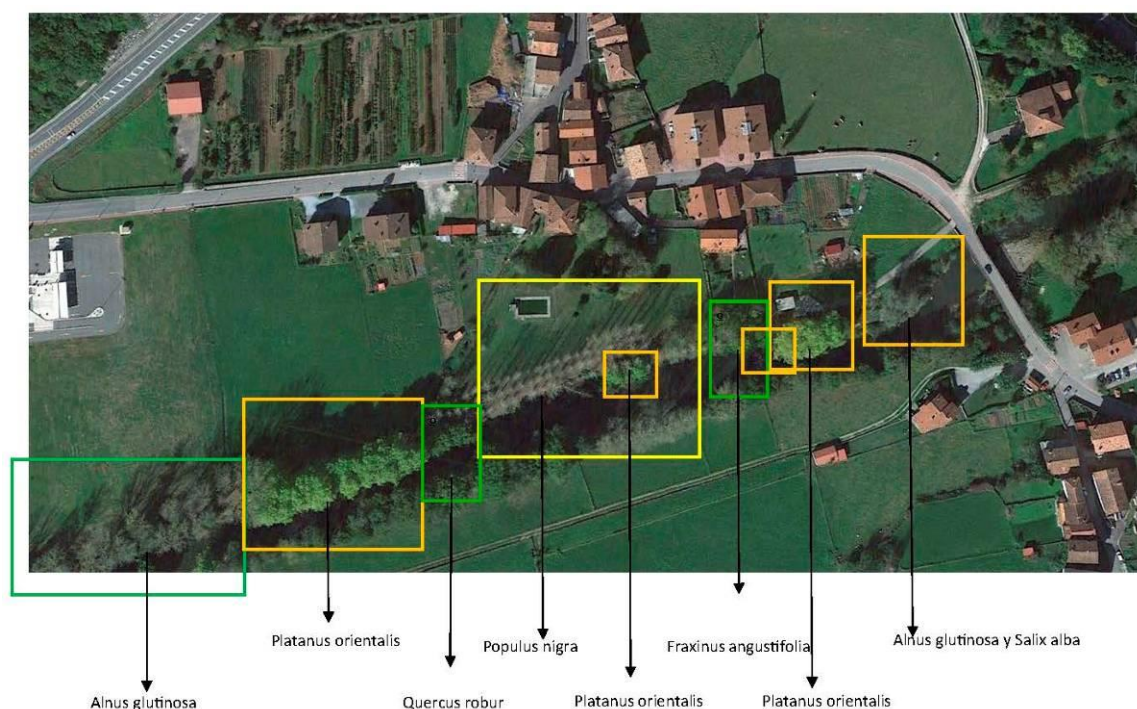 Platanus orientalis
Populus nigra
Fraxinus angustifolia
Alnus glutinosa y Salix alba
Alnus glutinosa
Quercus robur
Platanus orientalis
Platanus orientalis